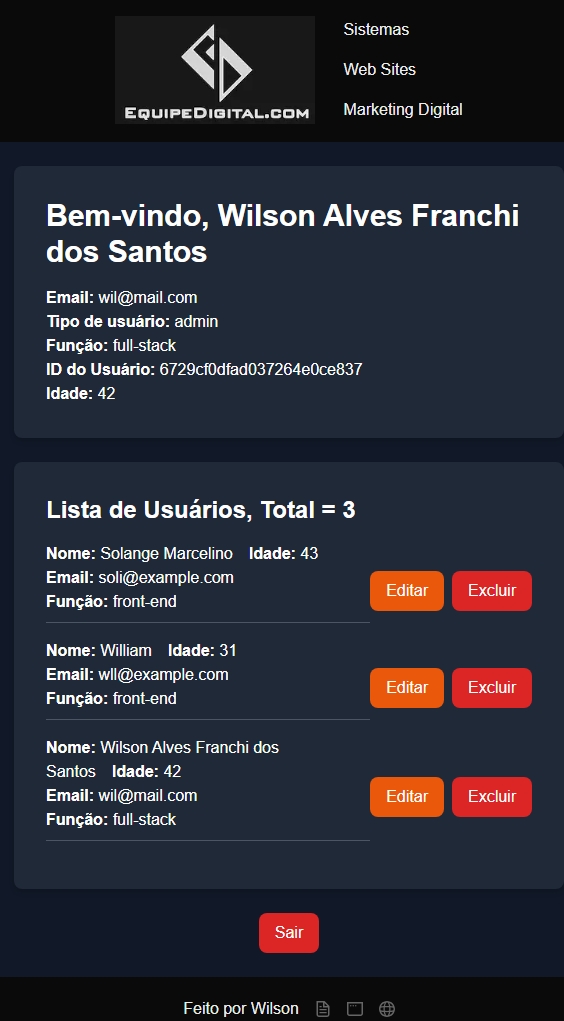 EQUIPEDIGITAL.COM
Sistemas
Web Sites
Marketing Digital
Bem-vindo, Wilson Alves Franchi
dos Santos
Email: wil@mail.com
Tipo de usuário: admin
Função: full-stack
ID do Usuário: 6729cf0dfad037264e0ce837
Idade: 42
Lista de Usuários, Total = 3
Nome: Solange Marcelino Idade: 43
Email: soli@example.com
Função: front-end
Editar Excluir
Nome: William Idade: 31
Email: wll@example.com
Função: front-end
Editar Excluir
Nome: Wilson Alves Franchi dos
Santos Idade: 42
Email: wil@mail.com
Função: full-stack
Editar Excluir
Sair
Feito por Wilson